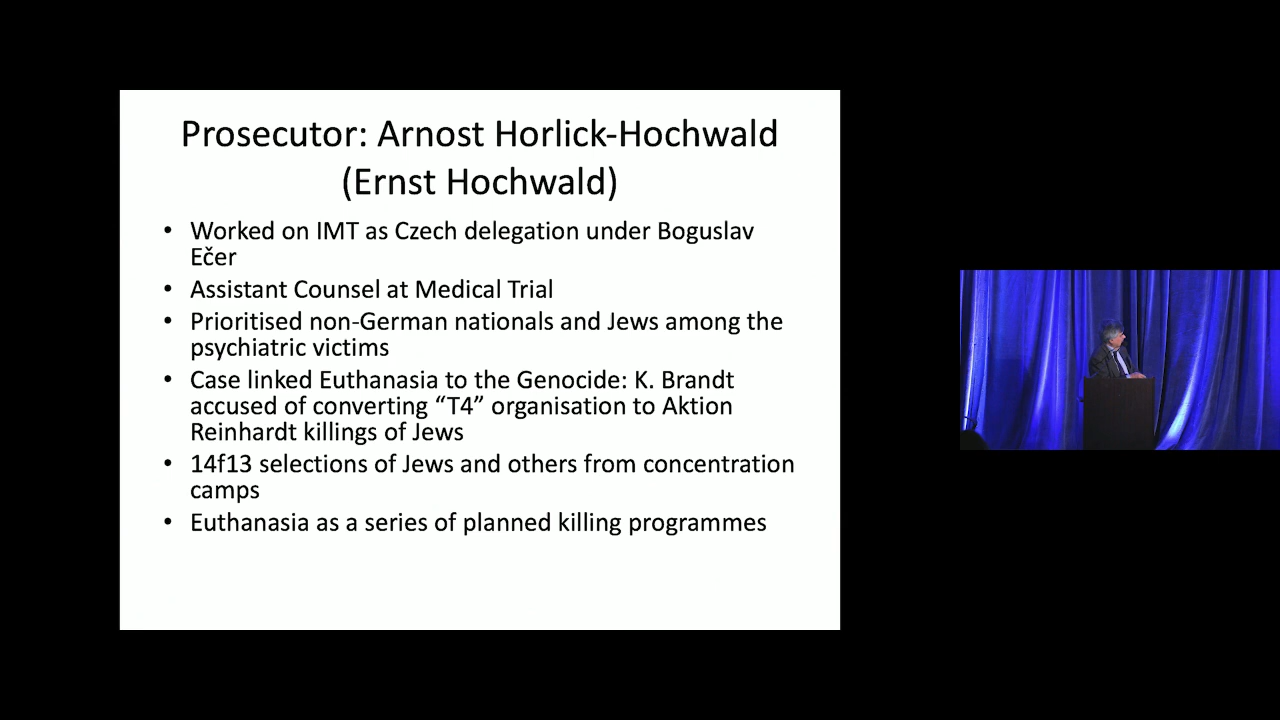 Prosecutor: Arnost Horlick-Hochwald
(Ernst Hochwald)
• Worked on IMT as Czech delegation under Boguslav
Ečer
• Assistant Counsel at Medical Trial
• Prioritised non-German nationals and Jews among the
psychiatric victims
• Case linked Euthanasia to the Genocide: K. Brandt
accused of converting “T4” organisation to Aktion
Reinhardt killings of Jews
• 14f13 selections of Jews and others from concentration
camps
• Euthanasia as a series of planned killing programmes